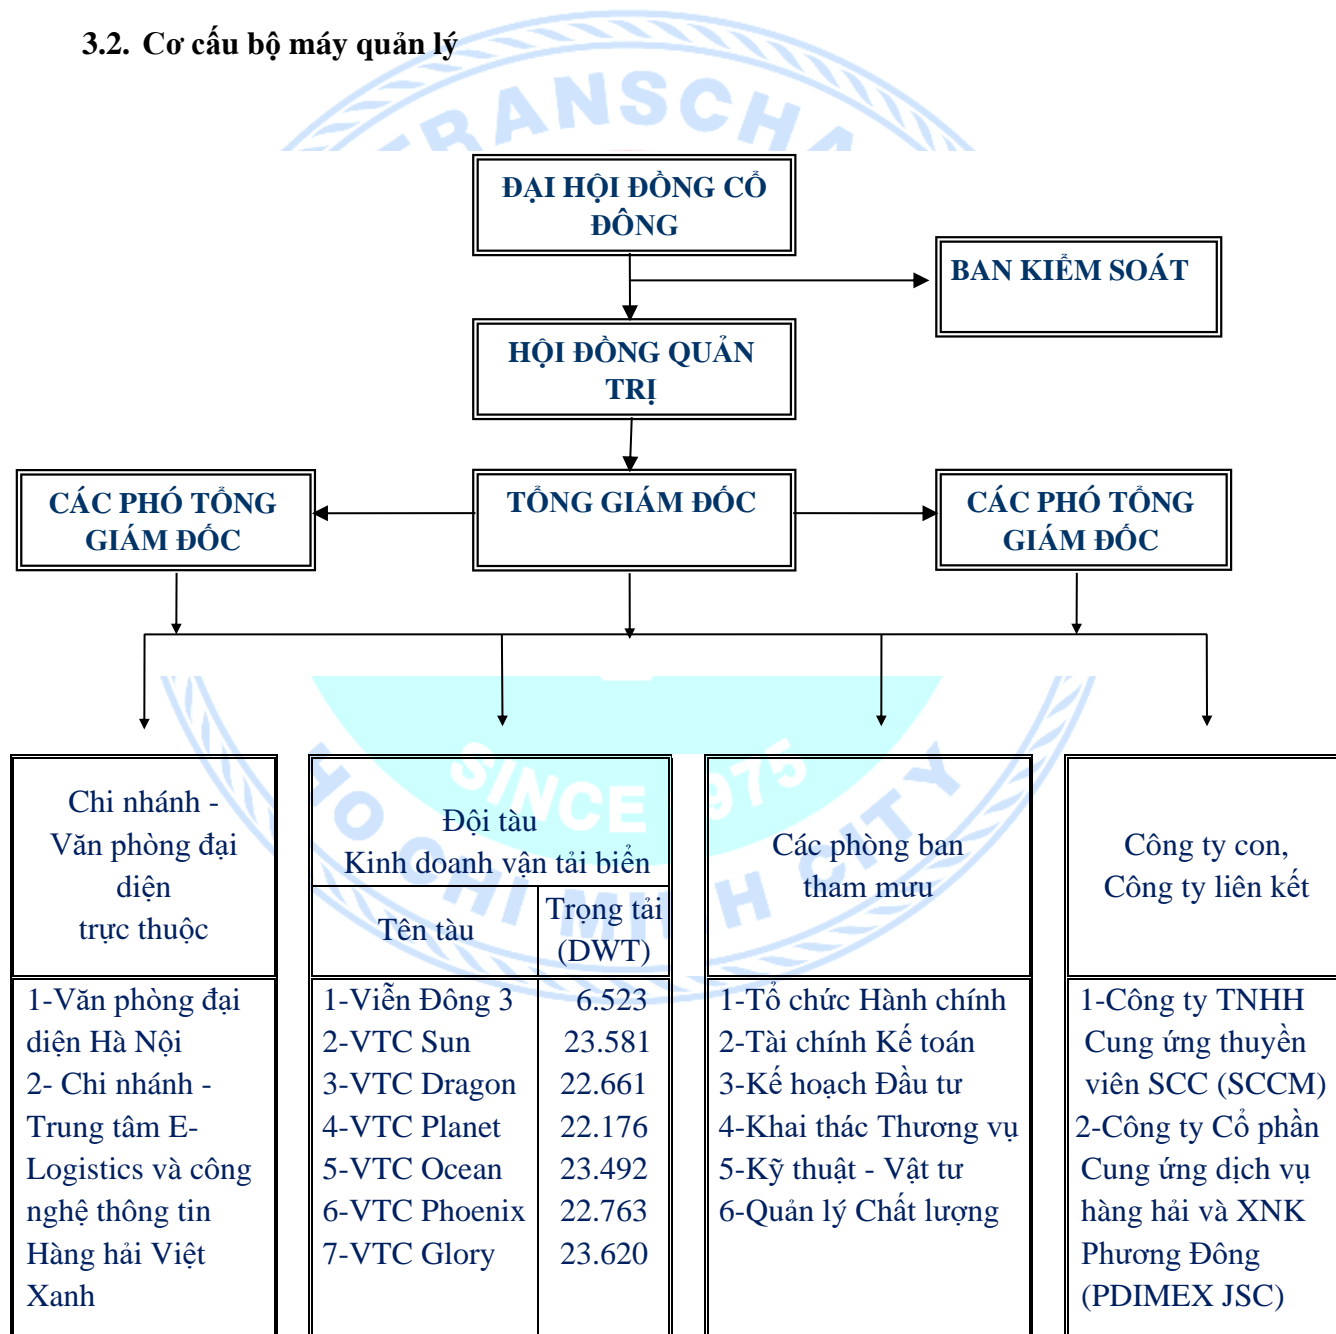 3.2. Cơ cấu bộ máy quản lý
TRANSCHA
ĐẠI HỘI ĐỒNG CỔ
ĐÔNG
BAN KIỂM SOÁT
HỘI ĐỒNG QUẢN
TRỊ
CÁC PHÓ TỔNG
GIÁM ĐỐC
TỔNG GIÁM ĐỐC
CÁC PHÓ TỔNG
GIÁM ĐỐC
SINCE 1975
HO CHI MINH CITY
Chi nhánh -
Văn phòng đại
diện
trực thuộc
Đội tàu
Kinh doanh vận tải biển
Tên tàu
Trọng tải
(DWT)
Các phòng ban
tham mưu
Công ty con,
Công ty liên kết
1-Văn phòng đại
diện Hà Nội
2- Chi nhánh -
Trung tâm E-
Logistics và công
nghệ thông tin
Hàng hải Việt
Xanh
1-Viễn Đông 3 6.523
2-VTC Sun 23.581
3-VTC Dragon 22.661
4-VTC Planet 22.176
5-VTC Ocean 23.492
6-VTC Phoenix 22.763
7-VTC Glory 23.620
1-Tổ chức Hành chính
2-Tài chính Kế toán
3-Kế hoạch Đầu tư
4-Khai thác Thương vụ
5-Kỹ thuật - Vật tư
6-Quản lý Chất lượng
1-Công ty TNHH
Cung ứng thuyền
viên SCC (SCCM)
2-Công ty Cổ phần
Cung ứng dịch vụ
hàng hải và XNK
Phương Đông
(PDIMEX JSC)